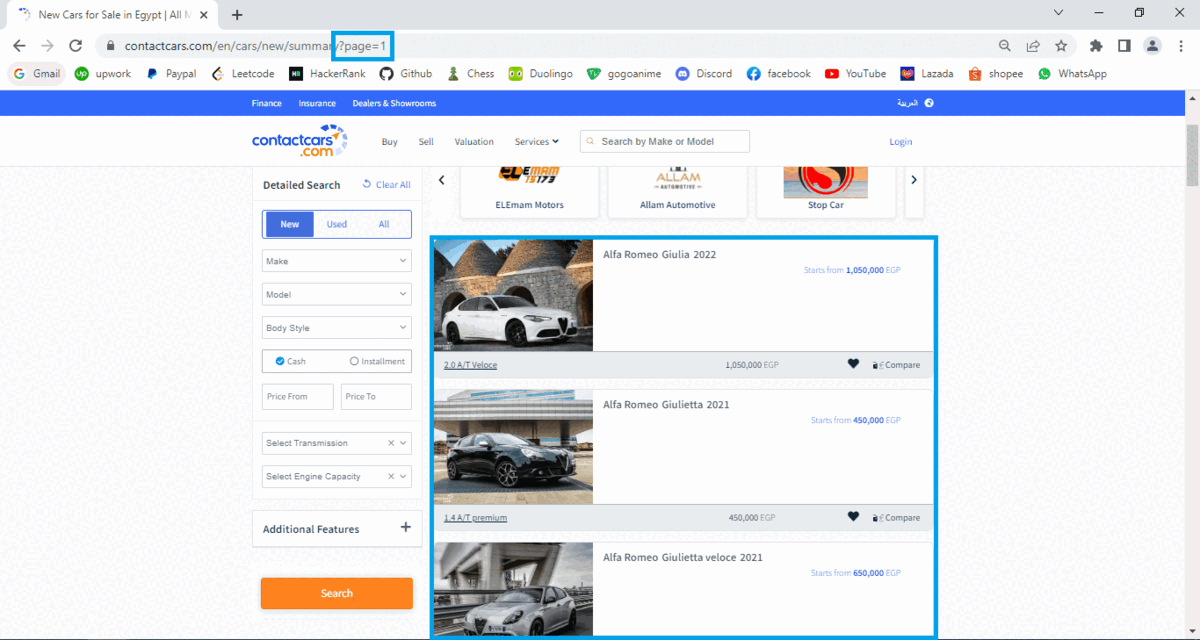 New Cars for Sale in Egypt | All M
contactcars.com/en/cars/new/summary/?page=1
Gmail upwork Paypal Leetcode HackerRank Github Chess Duolingo gogoanime Discord facebook YouTube Lazada shopee WhatsApp
Finance Insurance Dealers & Showrooms العربية
contactcars
.com
Buy Sell Valuation Services Search by Make or Model Login
Detailed Search Clear All
New Used All
Make
Model
Body Style
Cash Installment
Price From Price To
Select Transmission
Select Engine Capacity
Additional Features
Search
ELEMAM
TS173
ELEmam Motors
ALLAM
AUTOMOTIVE
Allam Automotive
Stop Car
Alfa Romeo Giulia 2022
Starts from 1,050,000 EGP
2.0 A/T Veloce 1,050,000 EGP Compare
Alfa Romeo Giulietta 2021
Starts from 450,000 EGP
1.4 A/T premium 450,000 EGP Compare
Alfa Romeo Giulietta veloce 2021
Starts from 650,000 EGP